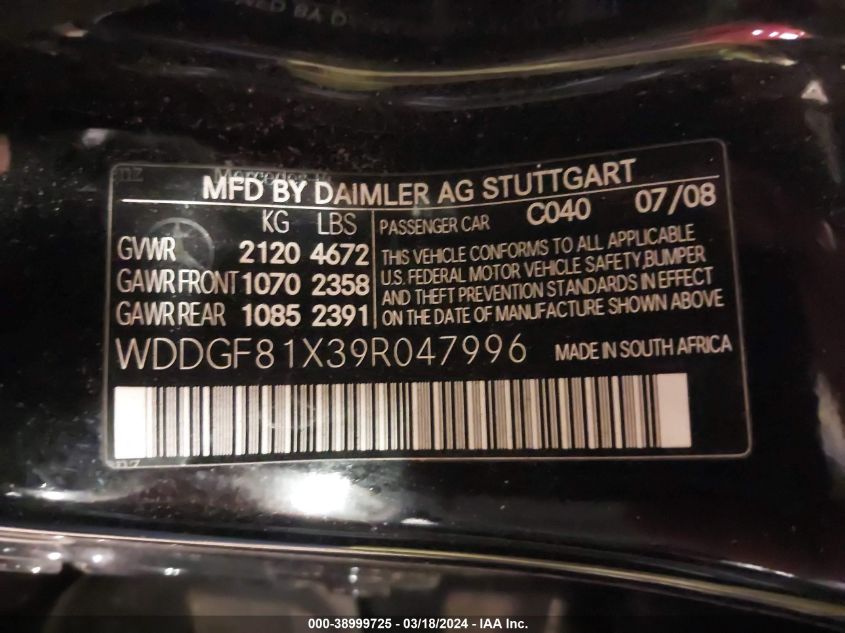 MFD BY DAIMLER AG STUTTGART
KG LBS
GVWR 2120 4672
GAWR FRONT 1070 2358
GAWR REAR 1085 2391
PASSENGER CAR C040 07/08
THIS VEHICLE CONFORMS TO ALL APPLICABLE
U.S. FEDERAL MOTOR VEHICLE SAFETY, BUMPER
AND THEFT PREVENTION STANDARDS IN EFFECT
ON THE DATE OF MANUFACTURE SHOWN ABOVE
WDDGF81X39R047996 MADE IN SOUTH AFRICA
000-38999725 - 03/18/2024 - IAA, Inc.